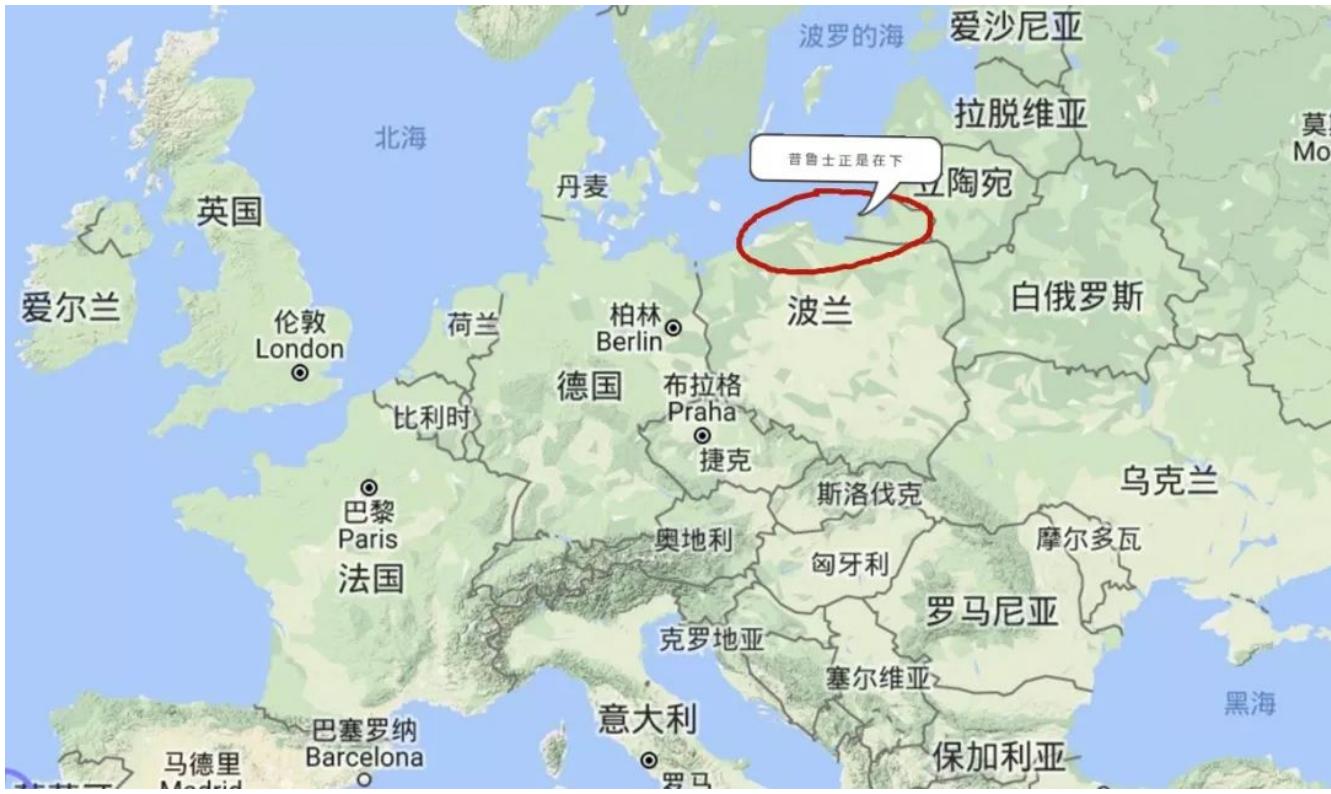 波罗的海
爱沙尼亚
拉脱维亚
北海
普鲁士正是在下
丹麦
陶宛
英国
爱尔兰
伦敦
London
荷兰
柏林
Berlin
波兰
白俄罗斯
德国
布拉格
Praha
比利时
捷克
斯洛伐克
乌克兰
巴黎
Paris
法国
奥地利
匈牙利
摩尔多瓦
罗马尼亚
克罗地亚
塞尔维亚
黑海
巴塞罗纳
Barcelona
意大利
保加利亚
马德里
Madrid
罗马
Mo